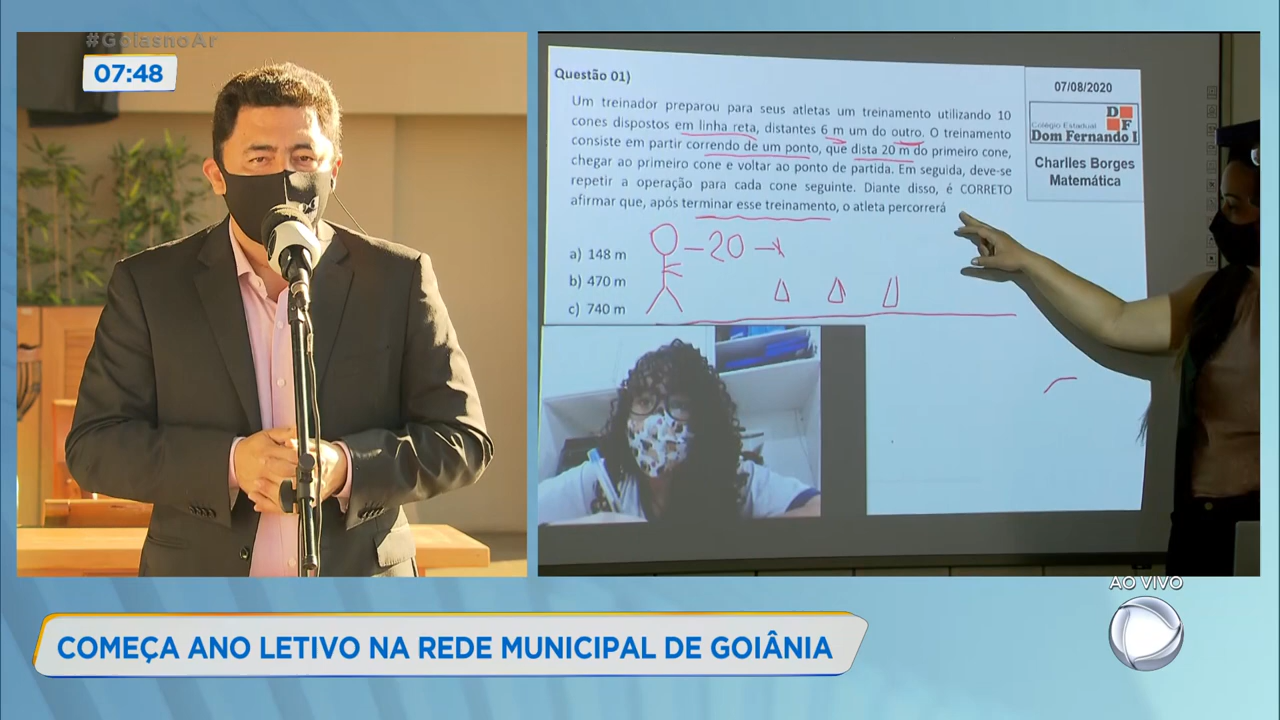 #GoiásnoAr
07:48
Questão 01)
Um treinador preparou para seus atletas um treinamento utilizando 10
cones dispostos em linha reta, distantes 6 m um do outro. O treinamento
consiste em partir correndo de um ponto, que dista 20 m do primeiro cone,
chegar ao primeiro cone e voltar ao ponto de partida. Em seguida, deve-se
repetir a operação para cada cone seguinte. Diante disso, é CORRETO
afirmar que, após terminar esse treinamento, o atleta percorrerá
a) 148 m
b) 470 m
c) 740 m
20
07/08/2020
D
F
Colégio Estadual
Dom Fernando I
Charlles Borges
Matemática
AO VIVO
COMEÇA ANO LETIVO NA REDE MUNICIPAL DE GOIÂNIA